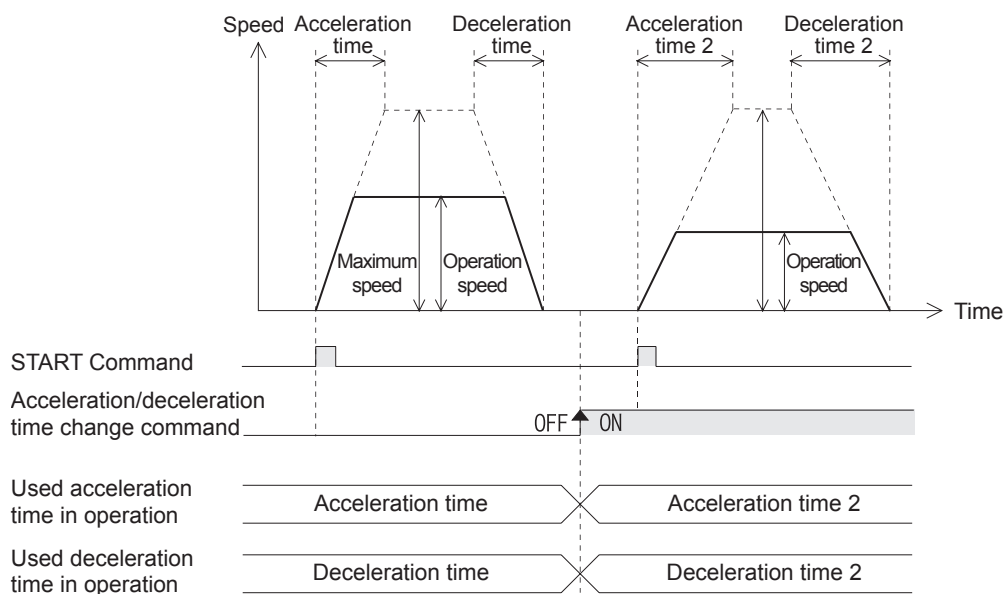 Speed
Acceleration
time
Deceleration
time
Acceleration
time 2
Deceleration
time 2
Maximum
speed
Operation
speed
Operation
speed
Time
START Command
Acceleration/deceleration
time change command
OFF ON
Used acceleration
time in operation
Acceleration time
Acceleration time 2
Used deceleration
time in operation
Deceleration time
Deceleration time 2